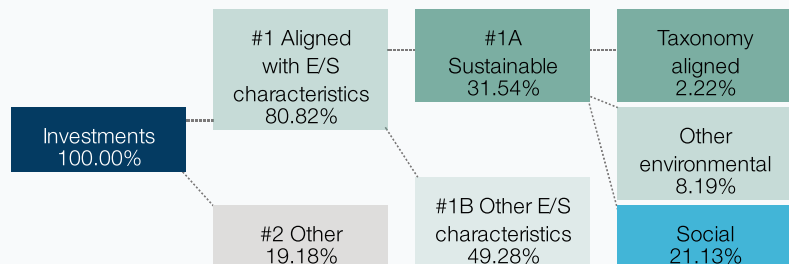 Investments
100.00%
#1 Aligned
with E/S
characteristics
80.82%
#2 Other
19.18%
#1A
Sustainable
31.54%
#1B Other E/S
characteristics
49.28%
Taxonomy
aligned
2.22%
Other
environmental
8.19%
Social
21.13%